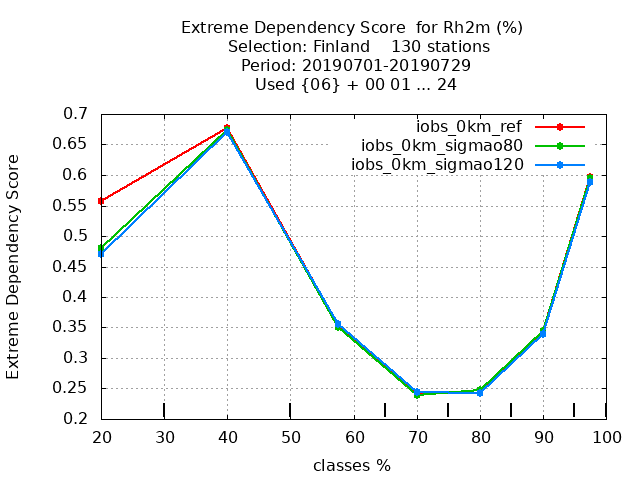 Extreme Dependency Score  for Rh2m (%)
Selection: Finland    130 stations
Period: 20190701-20190729
Used {06} + 00 01 ... 24
iobs_0km_ref
iobs_0km_sigmao80
iobs_0km_sigmao120
Extreme Dependency Score
0.7
0.65
0.6
0.55
0.5
0.45
0.4
0.35
0.3
0.25
0.2
20 30 40 50 60 70 80 90 100
classes %